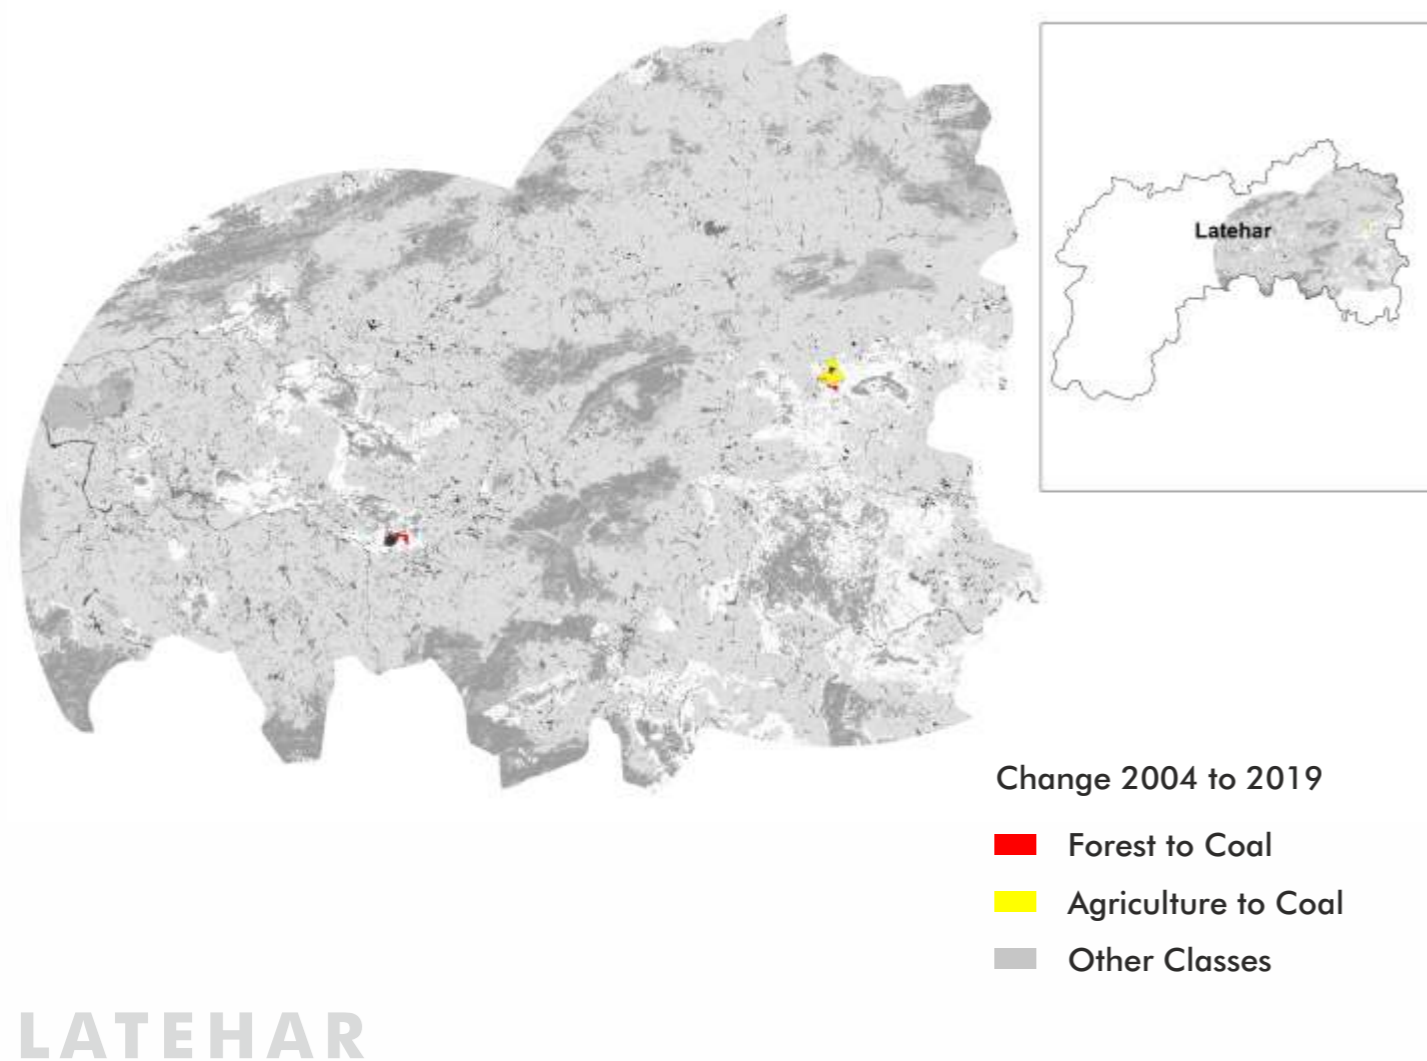 Latehar
Change 2004 to 2019
Forest to Coal
Agriculture to Coal
Other Classes
LATEHAR